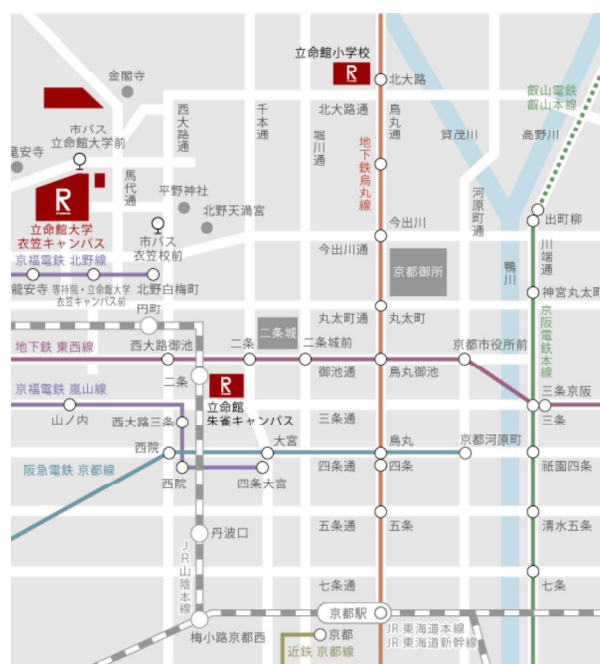 立命館小学校
北大路
金閣寺
叡山電鉄
叡山本線
西大路通
千本通
堀川通
北大路通
烏丸通
地下鉄烏丸線
賀茂川
高野川
市バス
立命館大学前
竜安寺
馬代通
平野神社
北野天満宮
河原町通
R
立命館大学
衣笠キャンパス
市バス
衣笠校前
今出川
今出川通
出町柳
川端通
京福電鉄 北野線
龍安寺
等持院・立命館大学
衣笠キャンパス前
北野白梅町
京都御所
鴨川
神宮丸太町
円町
二条城
丸太町通
丸太町
京阪電鉄本線
地下鉄 東西線
西大路御池
二条
二条城前
御池通
烏丸御池
京都市役所前
二条
R
立命館
朱雀キャンパス
京福電鉄 嵐山線
山ノ内
西大路三条
三条通
三条京阪
三条
西院
大宮
烏丸
京都河原町
阪急電鉄 京都線
西院
四条大宮
四条通
四条
祇園四条
五条通
五条
清水五条
丹波口
JR山陰本線
七条通
七条
京都駅
梅小路京都西
京都
近鉄 京都線
JR東海道本線
JR東海道新幹線